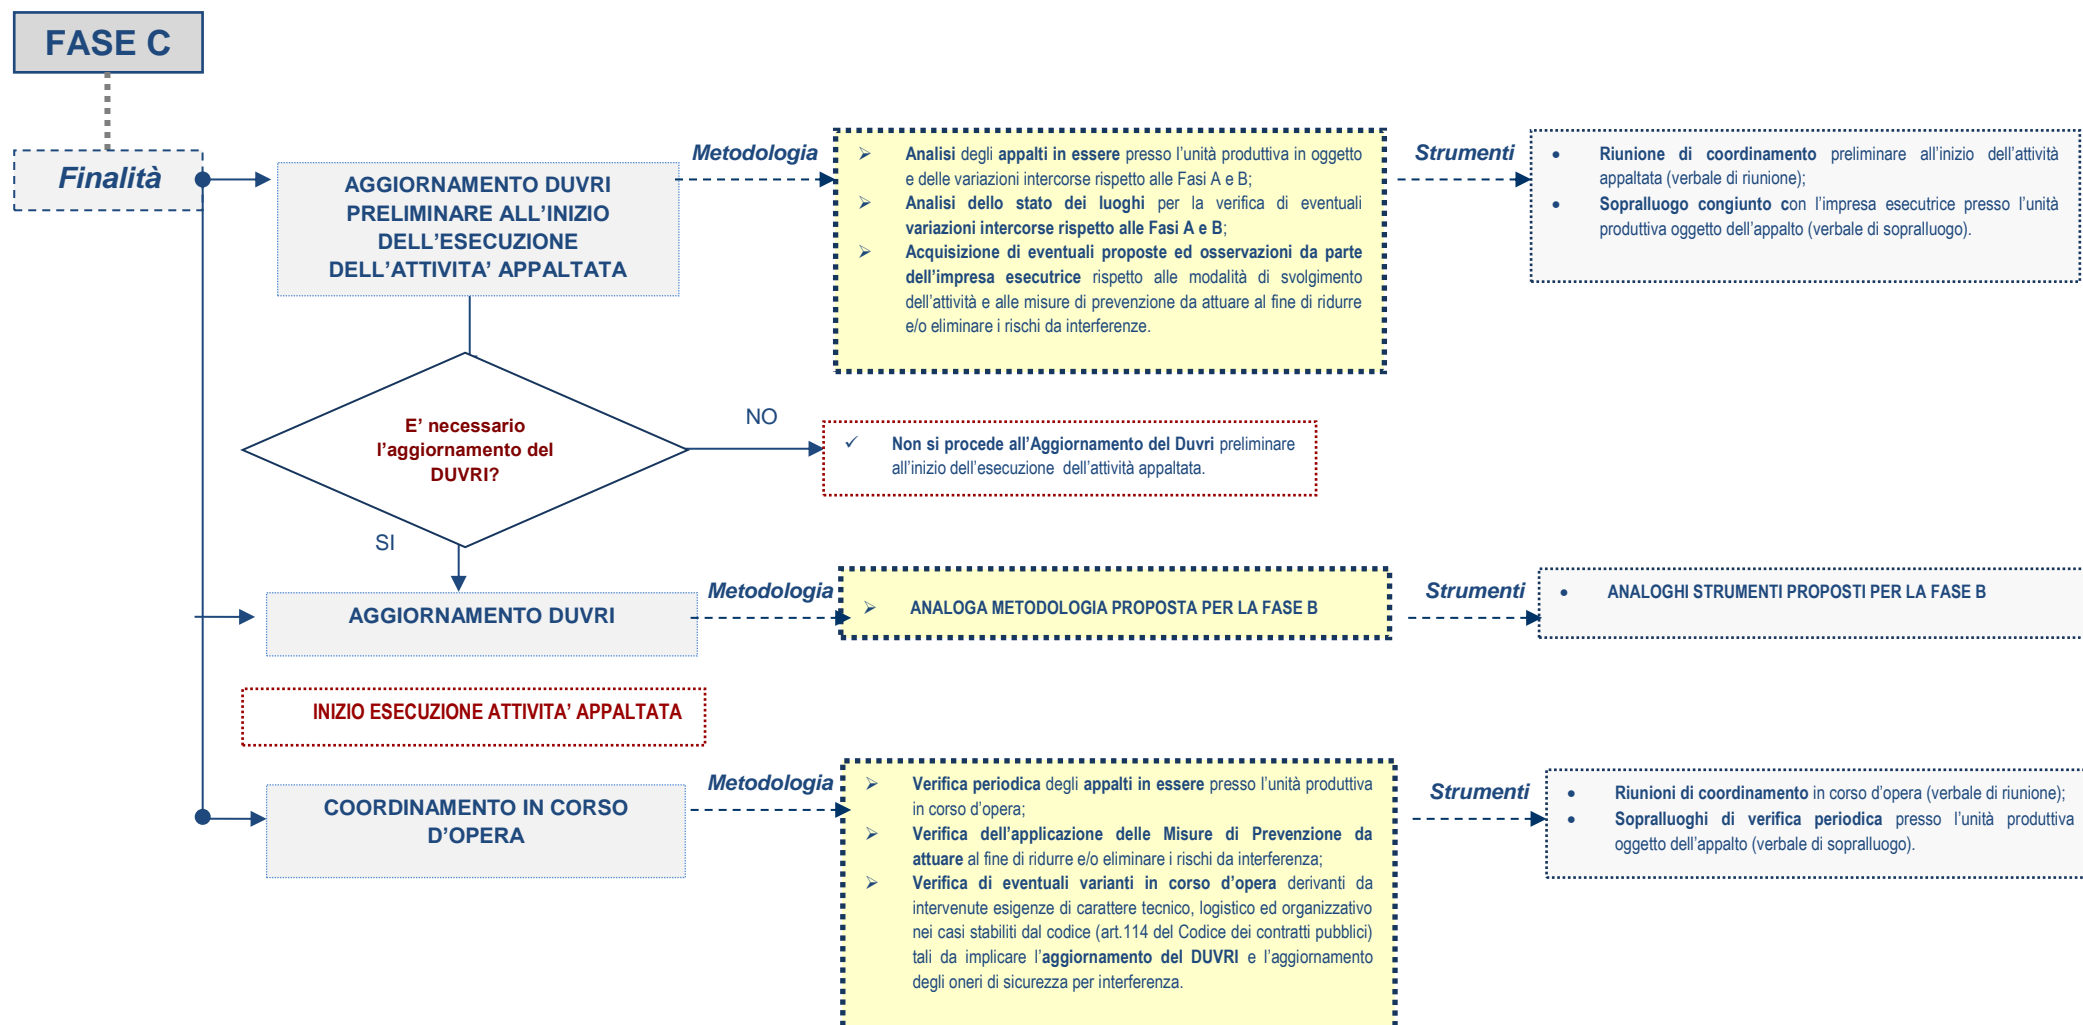 FASE C
Finalità
AGGIORNAMENTO DUVRI
PRELIMINARE ALL'INIZIO
DELL'ESECUZIONE
DELL'ATTIVITA' APPALTATA
Metodologia
➢ Analisi degli appalti in essere presso l'unità produttiva in oggetto
e delle variazioni intercorse rispetto alle Fasi A e B;
➢ Analisi dello stato dei luoghi per la verifica di eventuali
variazioni intercorse rispetto alle Fasi A e B;
➢ Acquisizione di eventuali proposte ed osservazioni da parte
dell'impresa esecutrice rispetto alle modalità di svolgimento
dell'attività e alle misure di prevenzione da attuare al fine di ridurre
e/o eliminare i rischi da interferenze.
Strumenti
• Riunione di coordinamento preliminare all'inizio dell'attività
appaltata (verbale di riunione);
• Sopralluogo congiunto con l'impresa esecutrice presso l'unità
produttiva oggetto dell'appalto (verbale di sopralluogo).
E' necessario
l'aggiornamento del
DUVRI?
NO
✓ Non si procede all'Aggiornamento del Duvri preliminare
all'inizio dell'esecuzione dell'attività appaltata.
SI
AGGIORNAMENTO DUVRI
Metodologia
➢ ANALOGA METODOLOGIA PROPOSTA PER LA FASE B
Strumenti
• ANALOGHI STRUMENTI PROPOSTI PER LA FASE B
INIZIO ESECUZIONE ATTIVITA' APPALTATA
COORDINAMENTO IN CORSO
D'OPERA
Metodologia
➢ Verifica periodica degli appalti in essere presso l'unità produttiva
in corso d'opera;
➢ Verifica dell'applicazione delle Misure di Prevenzione da
attuare al fine di ridurre e/o eliminare i rischi da interferenza;
➢ Verifica di eventuali varianti in corso d'opera derivanti da
intervenute esigenze di carattere tecnico, logistico ed organizzativo
nei casi stabiliti dal codice (art.114 del Codice dei contratti pubblici)
tali da implicare l'aggiornamento del DUVRI e l'aggiornamento
degli oneri di sicurezza per interferenza.
Strumenti
• Riunioni di coordinamento in corso d'opera (verbale di riunione);
• Sopralluoghi di verifica periodica presso l'unità produttiva
oggetto dell'appalto (verbale di sopralluogo).